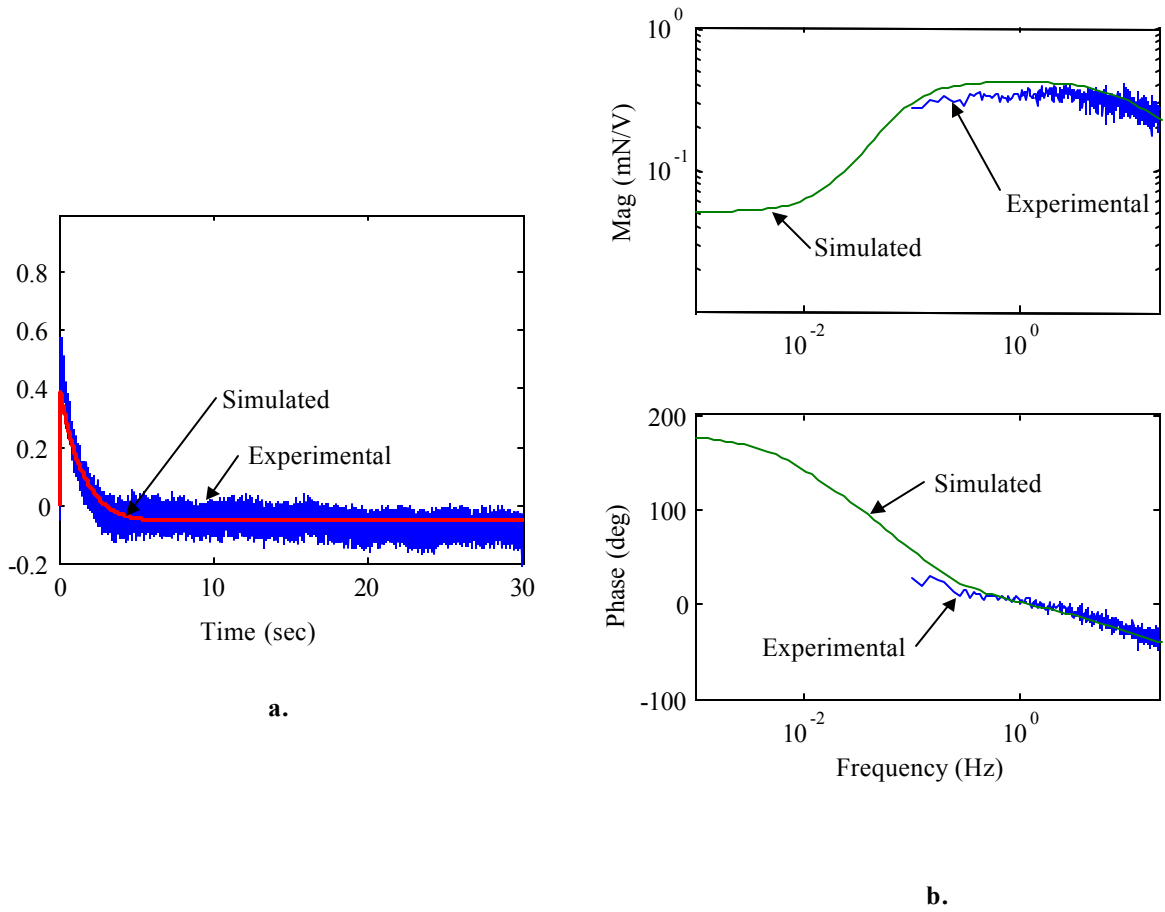 0.8
0.6
0.4
0.2
0
-0.2
0
10
20
30
Simulated
Experimental
Time (sec)
a.
10^0
10^-1
Mag (mN/V)
Experimental
Simulated
10^-2
10^0
200
100
0
-100
Phase (deg)
Simulated
Experimental
10^-2
10^0
Frequency (Hz)
b.